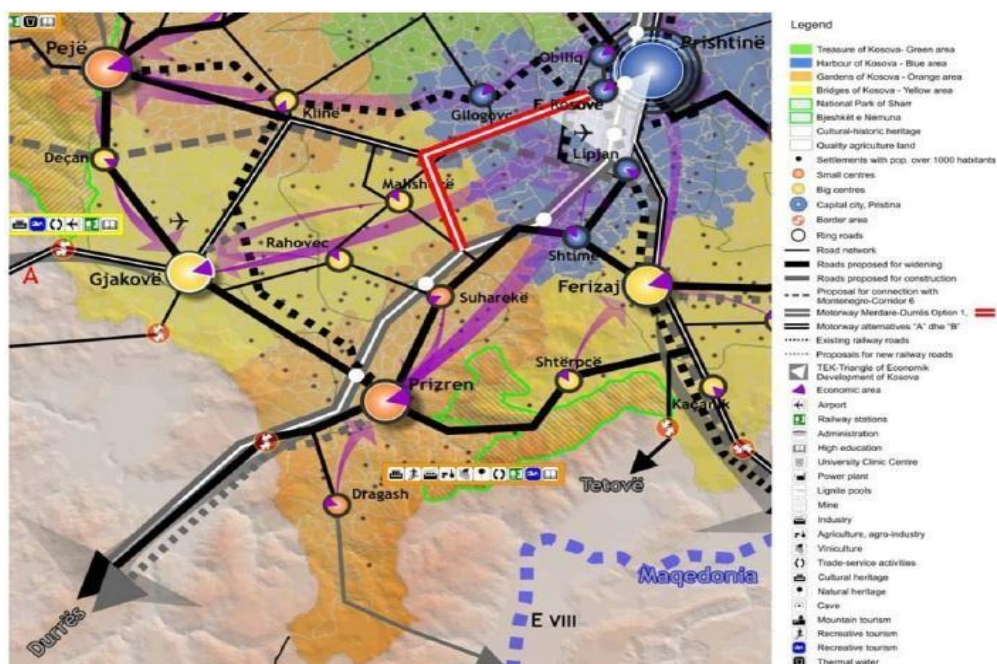 Pejë
Obiliq
Prishtinë
Klinë
Gllogovc
F. Kosovë
Deçan
Lipjan
Malishevë
Rahovec
Shtime
Gjakovë
A
Suharekë
Ferizaj
Shtërpcë
Prizren
Kaçanik
Tetovë
Dragash
Maqedonia
Durrës
E VIII
Legend
Treasure of Kosova- Green area
Harbour of Kosova - Blue area
Gardens of Kosova - Orange area
Bridges of Kosova - Yellow area
National Park of Sharr
Bjeshkët e Nemuna
Cultural-historic heritage
Quality agriculture land
Settlements with pop. over 1000 habitants
Small centres
Big centres
Capital city, Pristina
Border area
Ring roads
Road network
Roads proposed for widening
Roads proposed for construction
Proposal for connection with
Montenegro-Corridor 6
Motorway Merdare-Durrës Option 1,
Motorway alternatives "A" dhe "B"
Existing railway roads
Proposals for new railway roads
TEK-Triangle of Economik
Development of Kosova
Economic area
Airport
Railway stations
Administration
High education
University Clinic Centre
Power plant
Lignite pools
Mine
Industry
Agriculture, agro-industry
Viniculture
Trade-service activities
Cultural heritage
Natural heritage
Cave
Mountain tourism
Recreative tourism
Recreative tourism
Thermal water